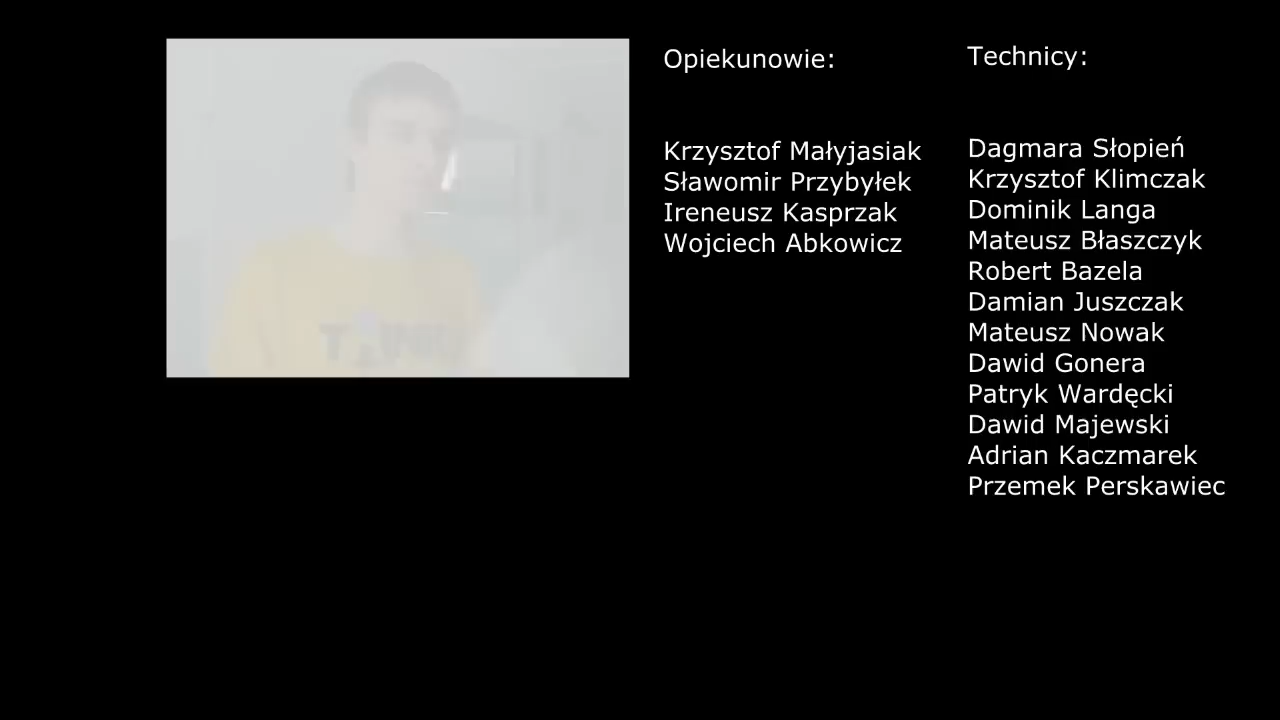 Opiekunowie:
Krzysztof Małyjasiak
Sławomir Przybyłek
Ireneusz Kasprzak
Wojciech Abkowicz
Technicy:
Dagmara Słopień
Krzysztof Klimczak
Dominik Langa
Mateusz Błaszczyk
Robert Bazela
Damian Juszczak
Mateusz Nowak
Dawid Gonera
Patryk Wardęcki
Dawid Majewski
Adrian Kaczmarek
Przemek Perskawiec